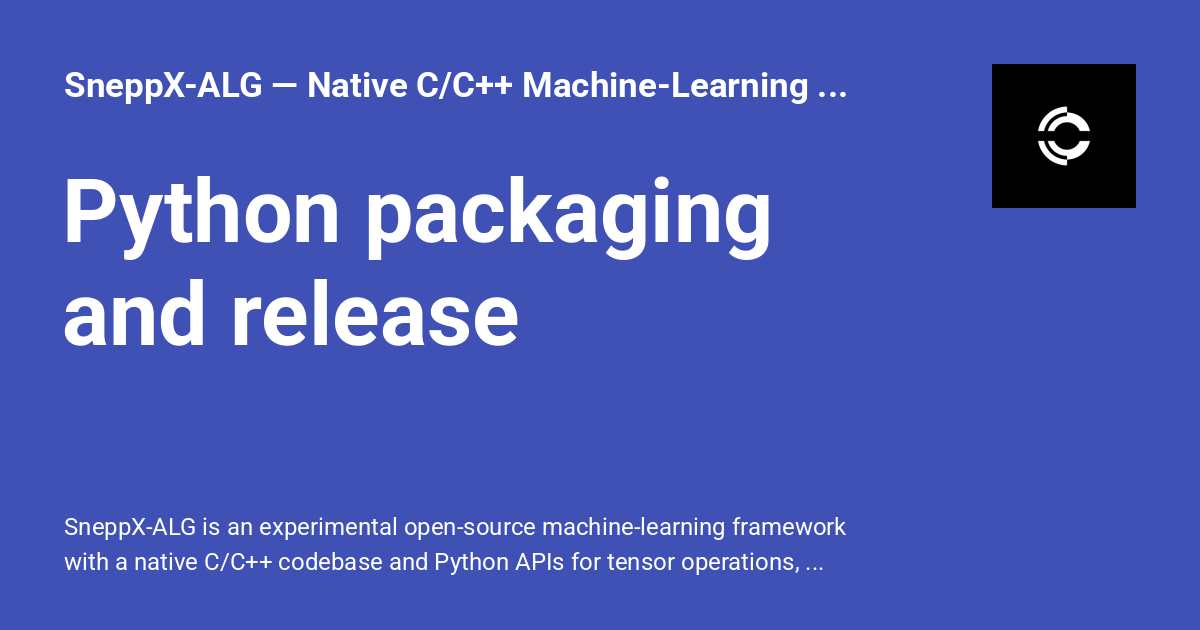 SneppX-ALG — Native C/C++ Machine-Learning ...
Python packaging
and release
SneppX-ALG is an experimental open-source machine-learning framework
with a native C/C++ codebase and Python APIs for tensor operations, ...